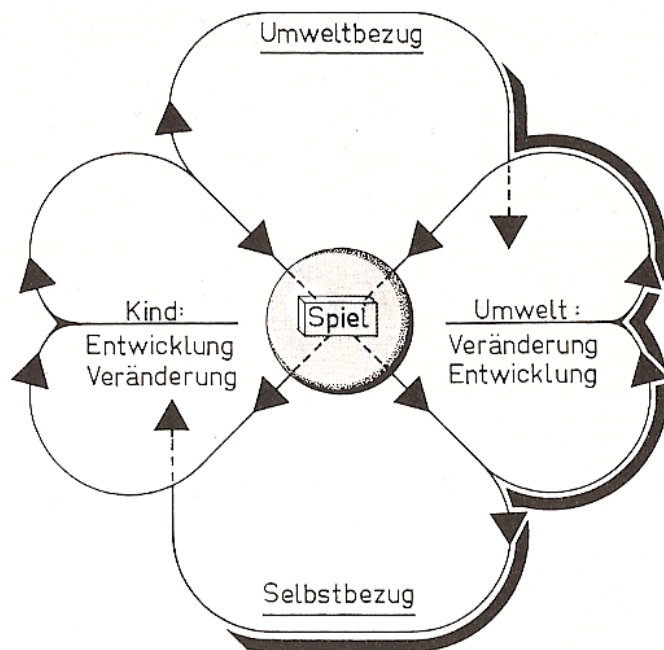 Umweltbezug
Kind:
Entwicklung
Veränderung
Spiel
Umwelt:
Veränderung
Entwicklung
Selbstbezug